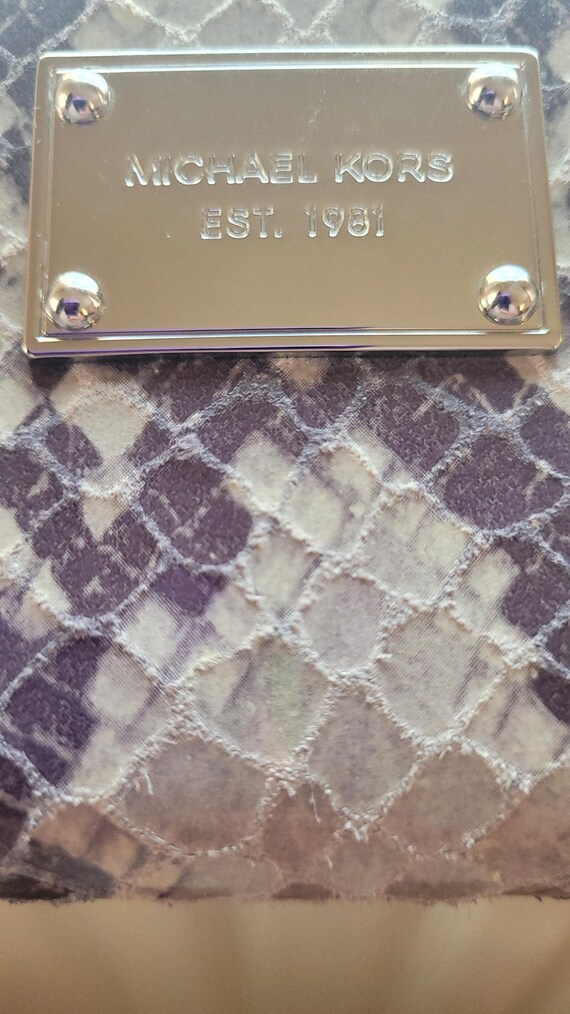 MICHAEL KORS
EST. 1981